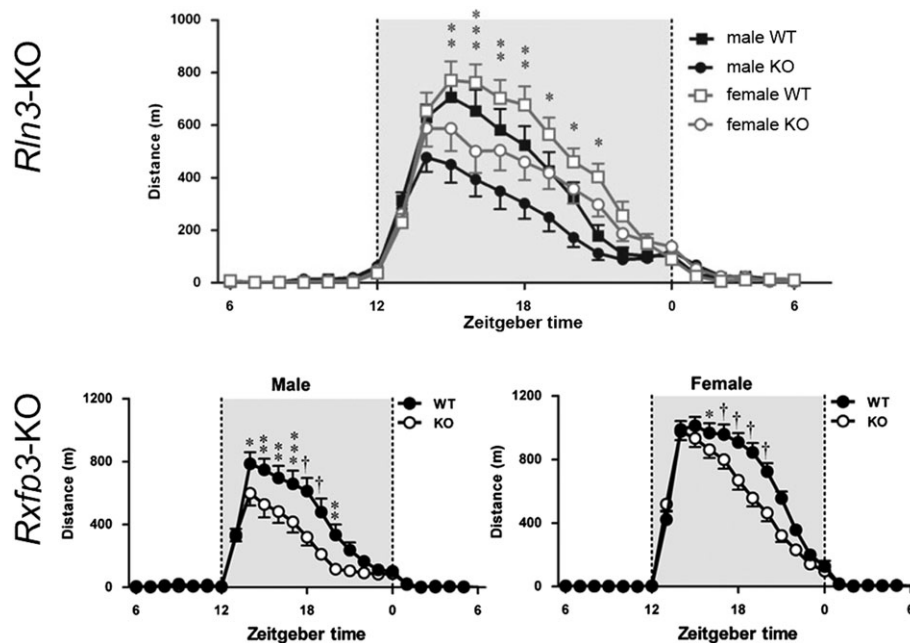 Rln3-KO
Distance (m)
1000
800
600
400
200
0
** *** ** ** * * *
male WT
male KO
female WT
female KO
6 12 18 0 6
Zeitgeber time
Rxfp3-KO
Male
Distance (m)
1200
800
400
0
* ** ** *** † † **
WT
KO
6 12 18 0 6
Zeitgeber time
Female
Distance (m)
1200
800
400
0
* † † † †
WT
KO
6 12 18 0 6
Zeitgeber time